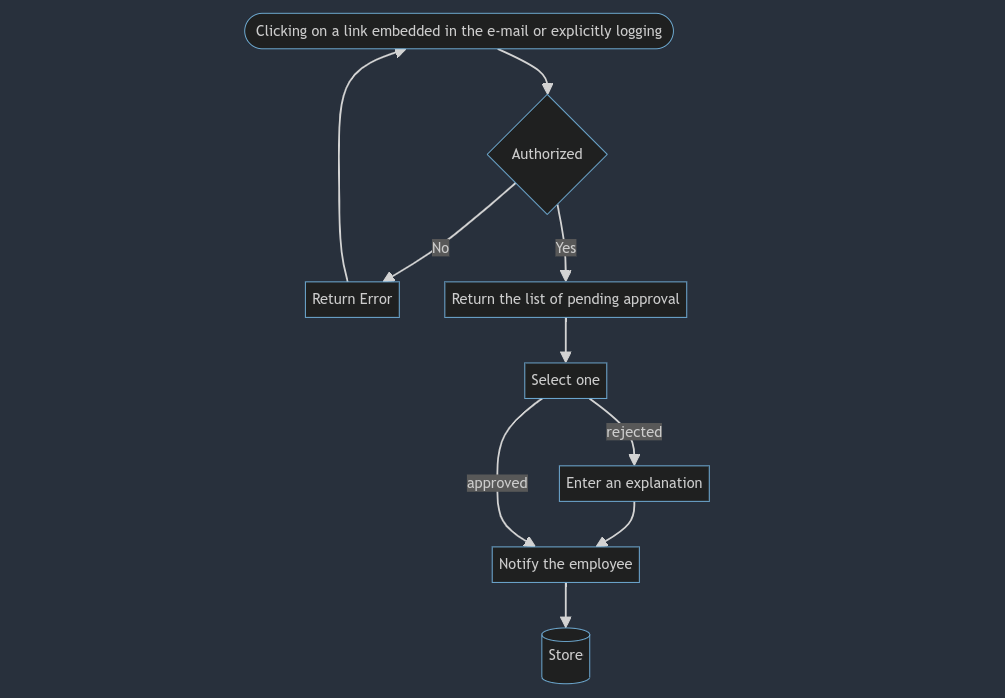 Clicking on a link embedded in the e-mail or explicitly logging
Authorized
No
Yes
Return Error
Return the list of pending approval
Select one
rejected
approved
Enter an explanation
Notify the employee
Store